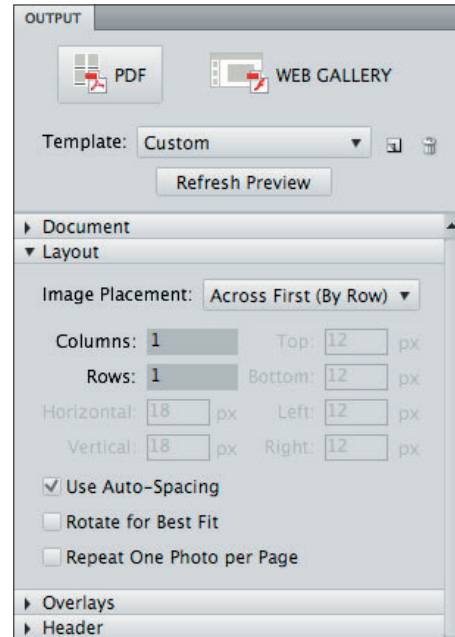 OUTPUT
PDF WEB GALLERY
Template: Custom
Refresh Preview
Document
Layout
Image Placement: Across First (By Row)
Columns: 1 Top: 12 px
Rows: 1 Bottom: 12 px
Horizontal: 18 px Left: 12 px
Vertical: 18 px Right: 12 px
Use Auto-Spacing
Rotate for Best Fit
Repeat One Photo per Page
Overlays
Header